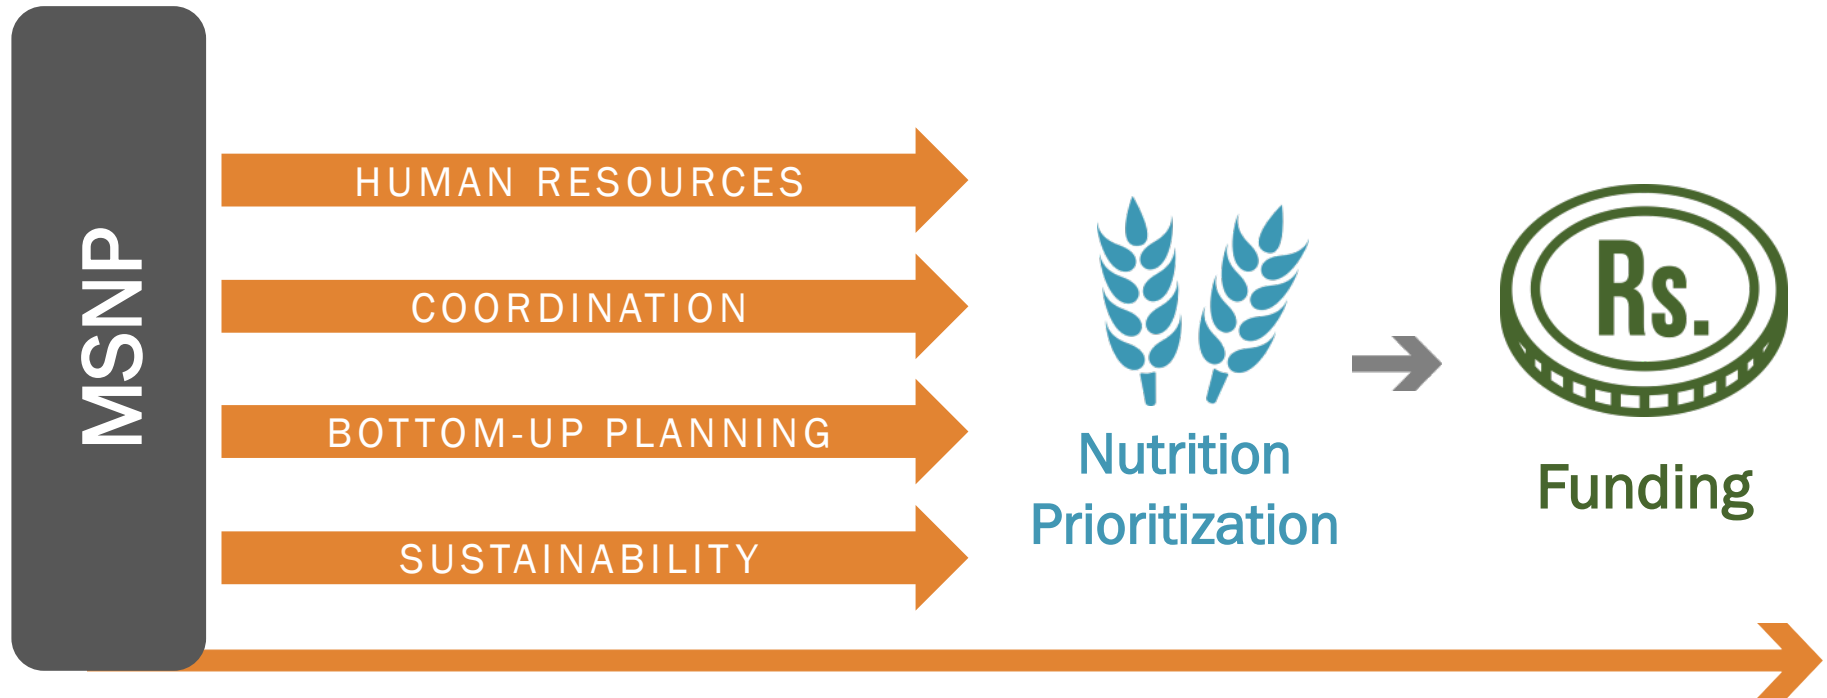 MSNP
HUMAN RESOURCES
COORDINATION
BOTTOM-UP PLANNING
SUSTAINABILITY
Nutrition
Prioritization
Rs.
Funding